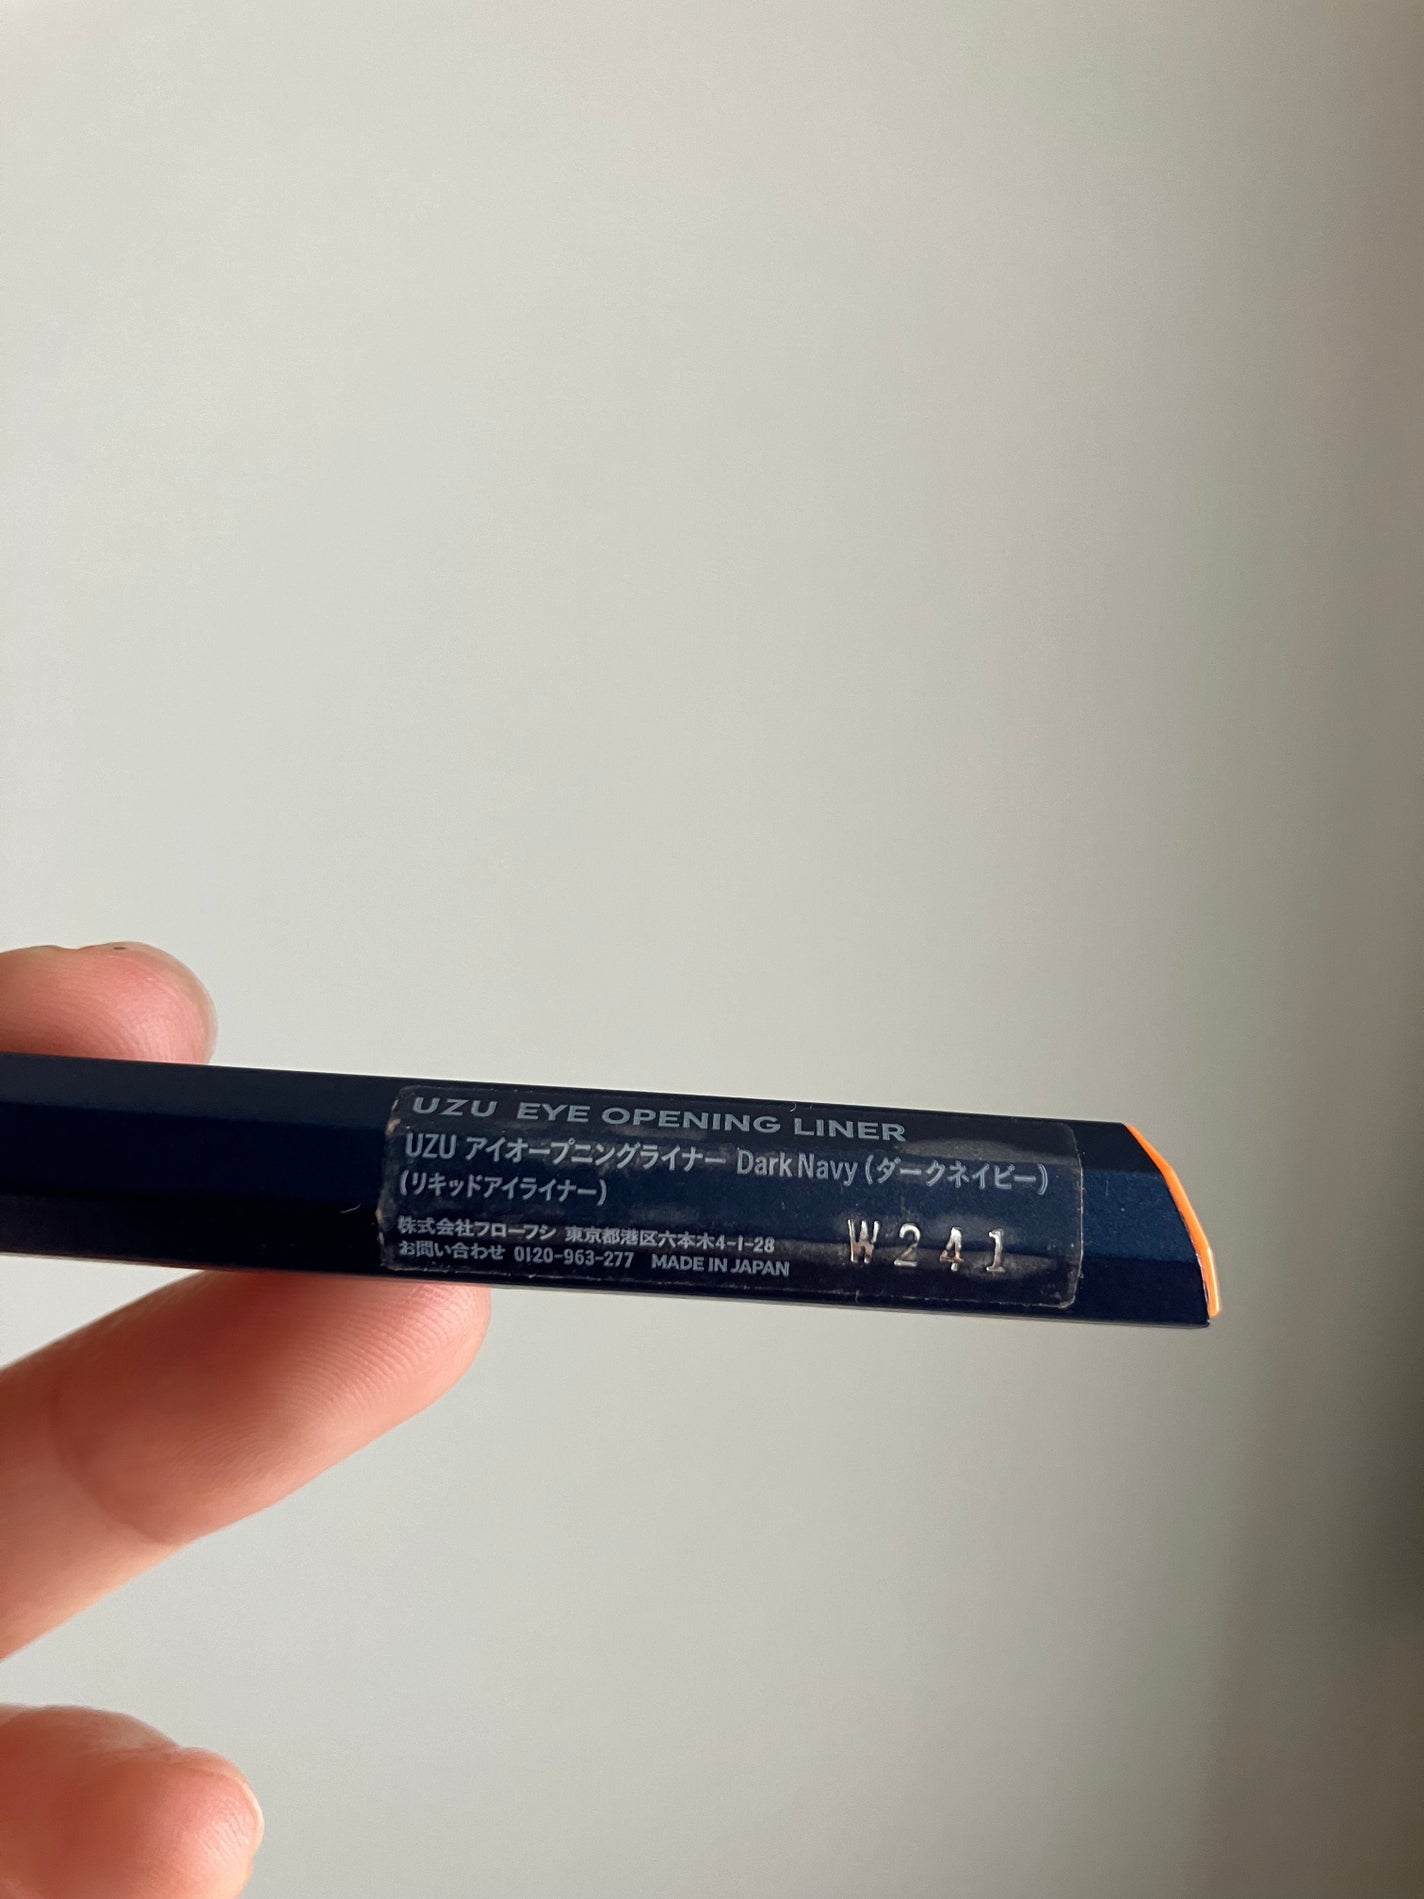 UZU EYE OPENING LINER
UZU アイオープニングライナー Dark Navy (ダークネイビー)
(リキッドアイライナー)
株式会社フローフシ 東京都港区六本木4-1-28
お問い合わせ 0120-963-277 MADE IN JAPAN
W241